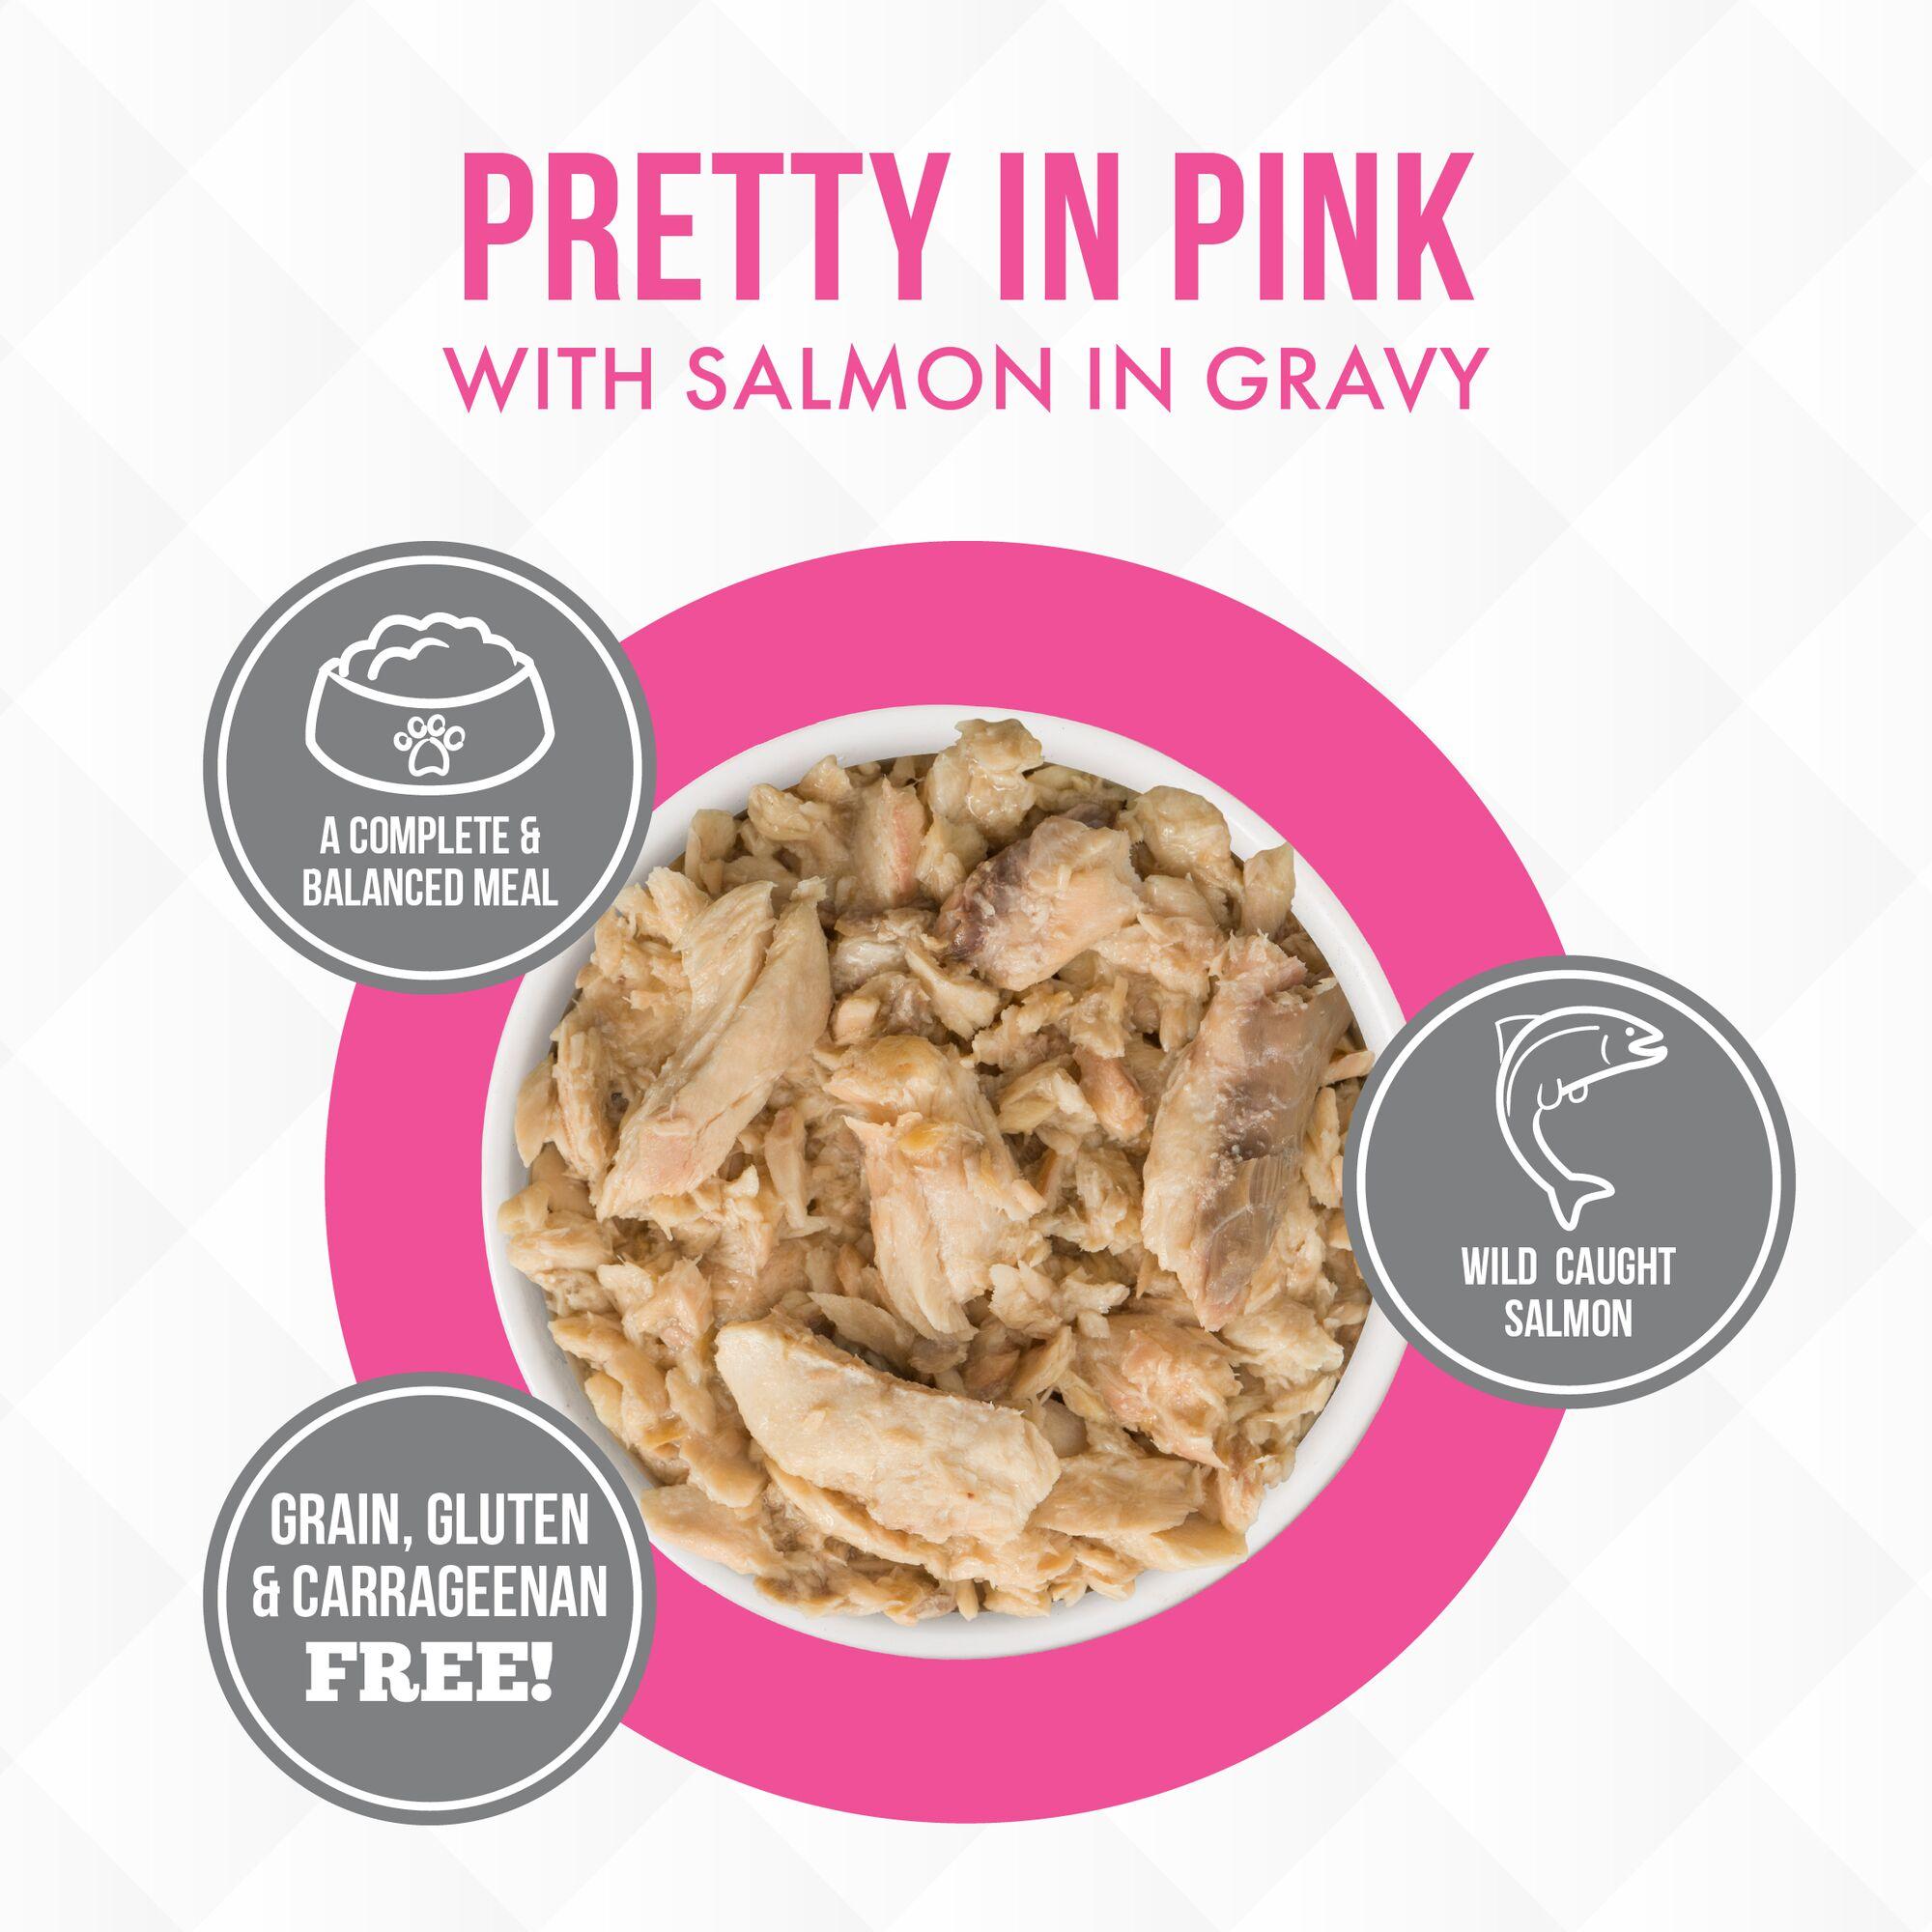 PRETTY IN PINK
WITH SALMON IN GRAVY
A COMPLETE &
BALANCED MEAL
WILD CAUGHT
SALMON
GRAIN, GLUTEN
& CARRAGEENAN
FREE!